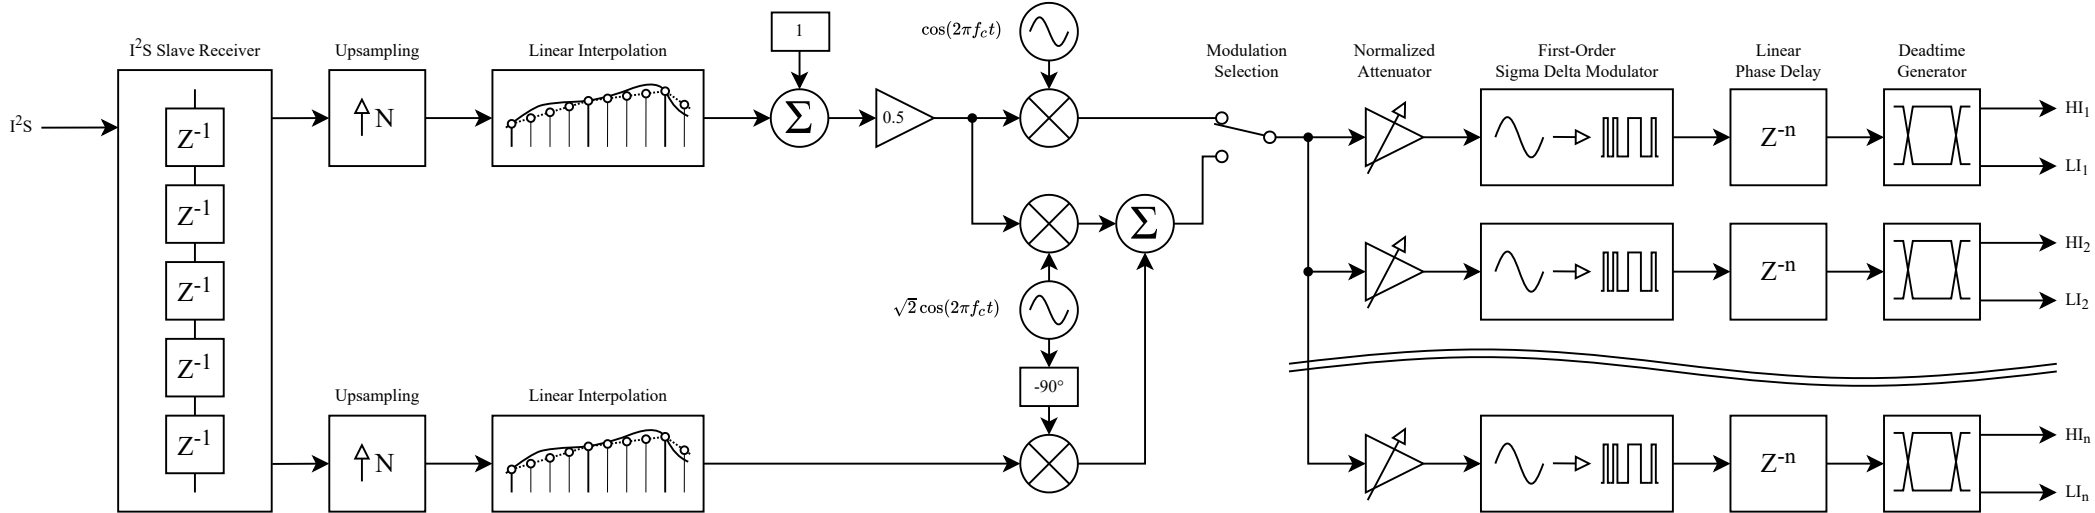 I²S
I²S Slave Receiver
Z⁻¹
Z⁻¹
Z⁻¹
Z⁻¹
Z⁻¹
Upsampling
N
Linear Interpolation
1
Σ
0.5
cos(2πf_c t)
Upsampling
N
Linear Interpolation
√2 cos(2πf_c t)
-90°
Σ
Modulation
Selection
Normalized
Attenuator
First-Order
Sigma Delta Modulator
Linear
Phase Delay
Deadtime
Generator
Z⁻ⁿ
HI₁
LI₁
Z⁻ⁿ
HI₂
LI₂
Z⁻ⁿ
HIₙ
LIₙ